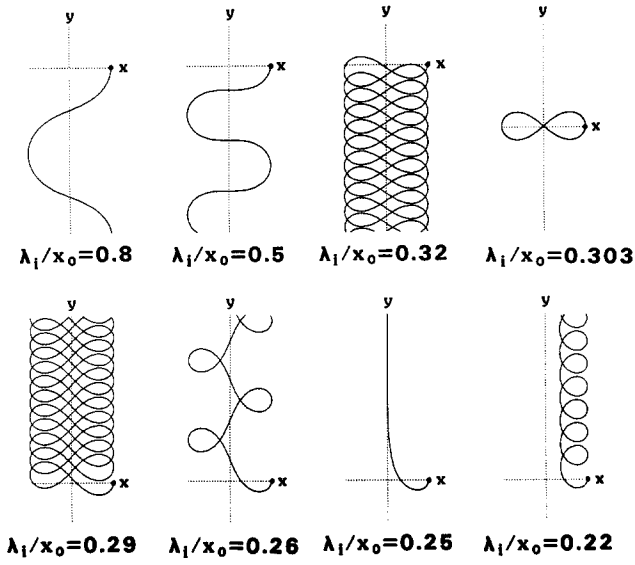 y y y y
x x x x
λi/x0=0.8 λi/x0=0.5 λi/x0=0.32 λi/x0=0.303
y y y y
x x x x
λi/x0=0.29 λi/x0=0.26 λi/x0=0.25 λi/x0=0.22